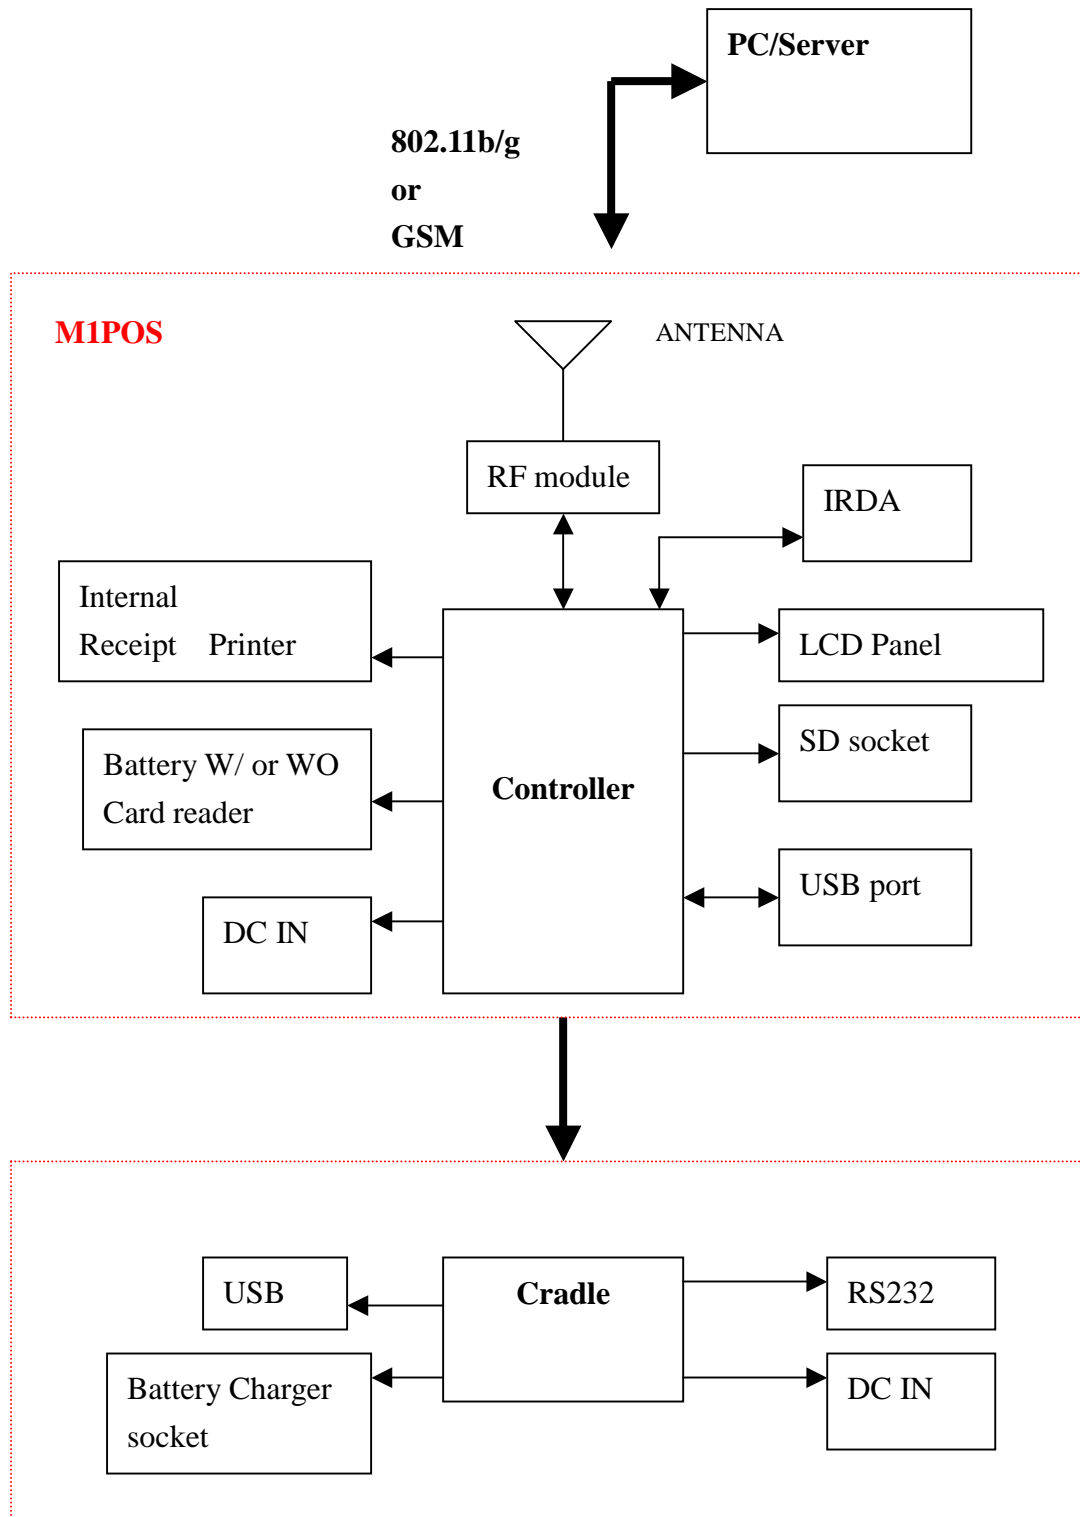 PC/Server
802.11b/g
or
GSM
M1POS
ANTENNA
RF module
IRDA
Internal
Receipt Printer
LCD Panel
SD socket
Battery W/ or WO
Card reader
Controller
USB port
DC IN
USB
Cradle
RS232
Battery Charger
socket
DC IN